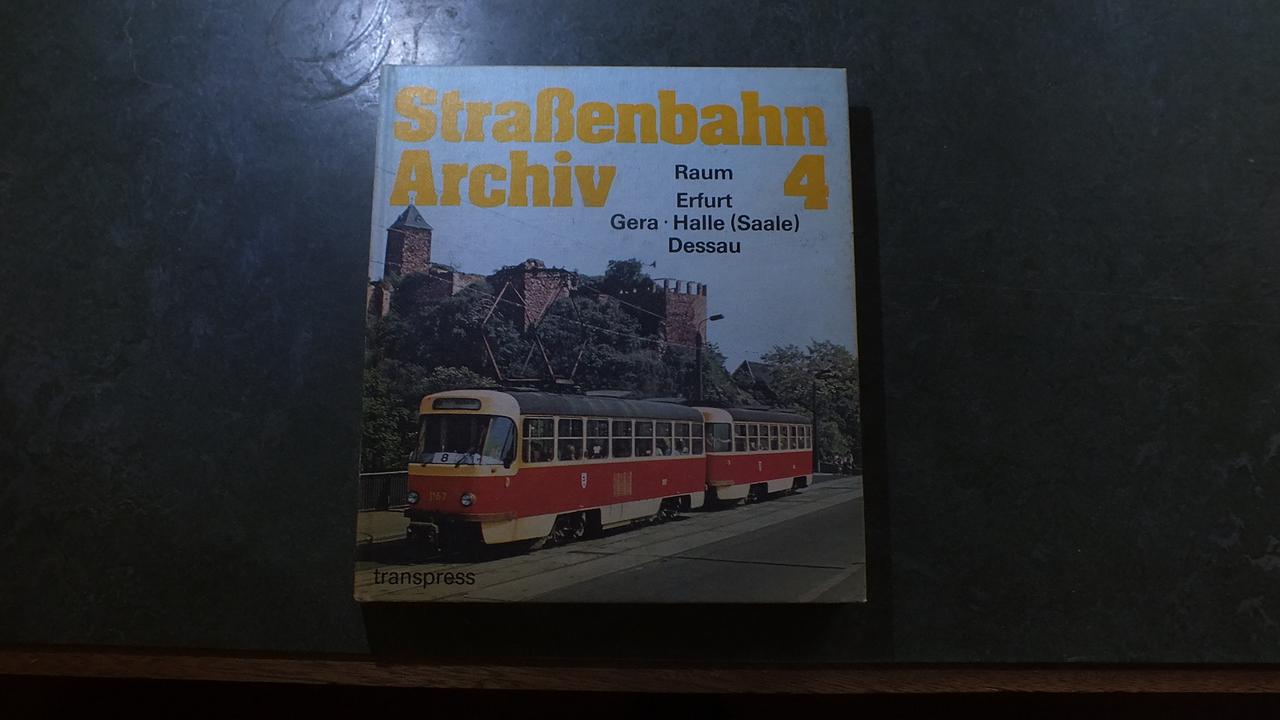 Straßenbahn
Archiv 4
Raum
Erfurt
Gera · Halle (Saale)
Dessau
8
transpress